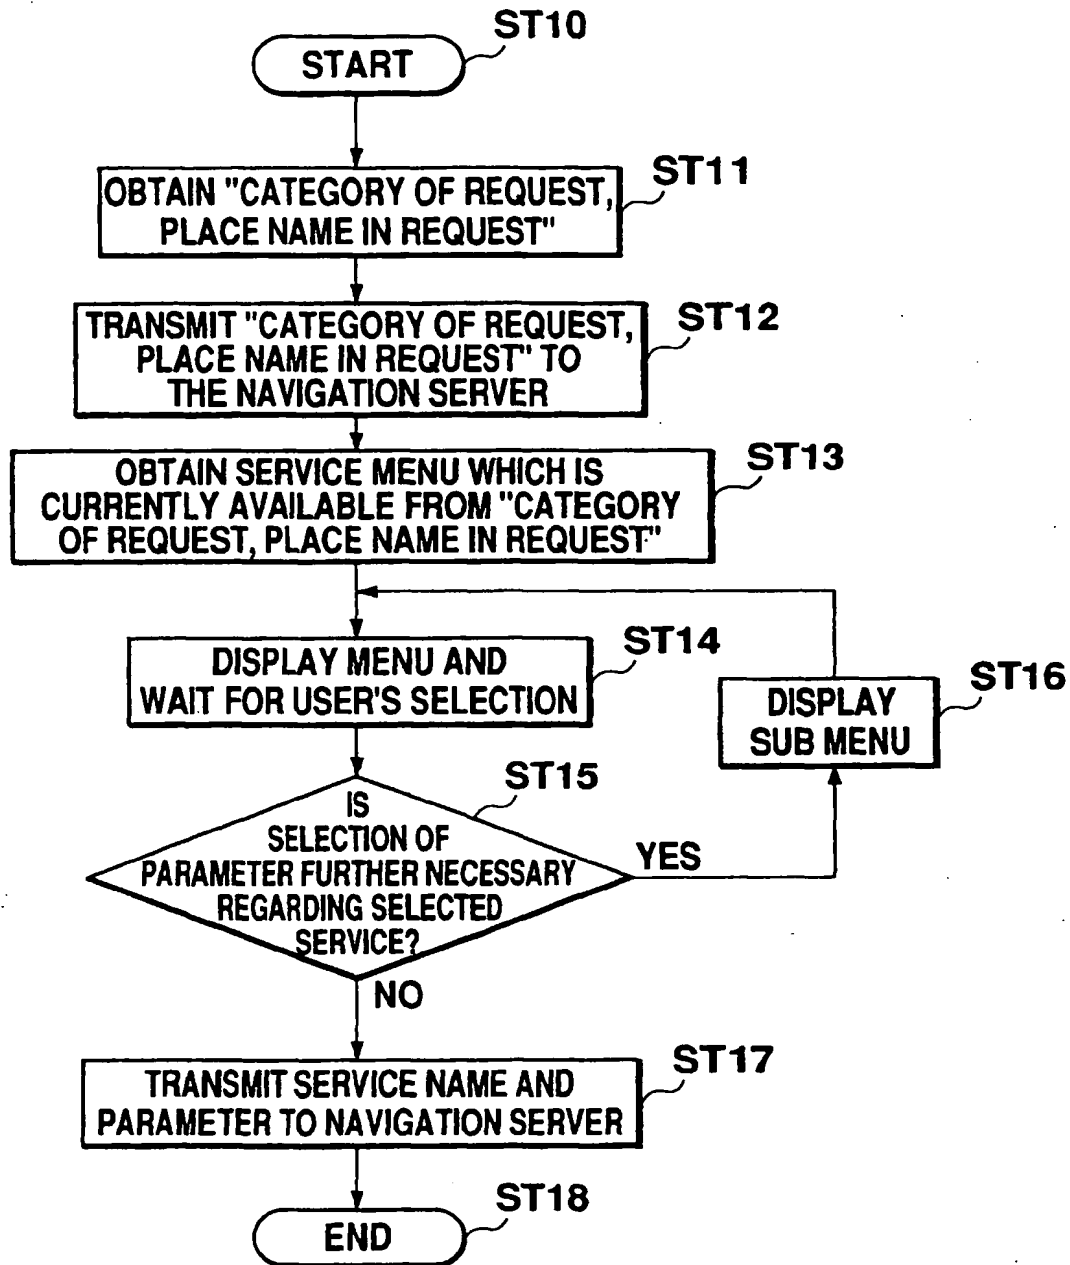 ST10
START
ST11
OBTAIN "CATEGORY OF REQUEST,
PLACE NAME IN REQUEST"
ST12
TRANSMIT "CATEGORY OF REQUEST,
PLACE NAME IN REQUEST" TO
THE NAVIGATION SERVER
ST13
OBTAIN SERVICE MENU WHICH IS
CURRENTLY AVAILABLE FROM "CATEGORY
OF REQUEST, PLACE NAME IN REQUEST"
ST14
DISPLAY MENU AND
WAIT FOR USER'S SELECTION
ST16
DISPLAY
SUB MENU
ST15
IS
SELECTION OF
PARAMETER FURTHER NECESSARY
REGARDING SELECTED
SERVICE?
YES
NO
ST17
TRANSMIT SERVICE NAME AND
PARAMETER TO NAVIGATION SERVER
ST18
END